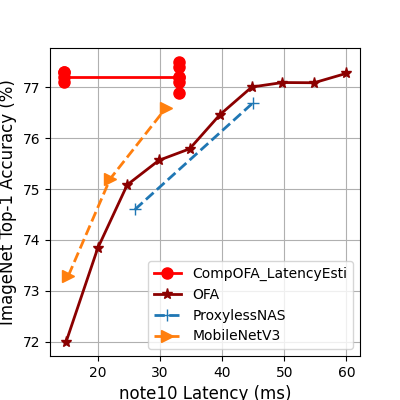 ImageNet Top-1 Accuracy (%)
77
76
75
74
73
72
CompOFA_LatencyEsti
OFA
ProxylessNAS
MobileNetV3
20 30 40 50 60
note10 Latency (ms)